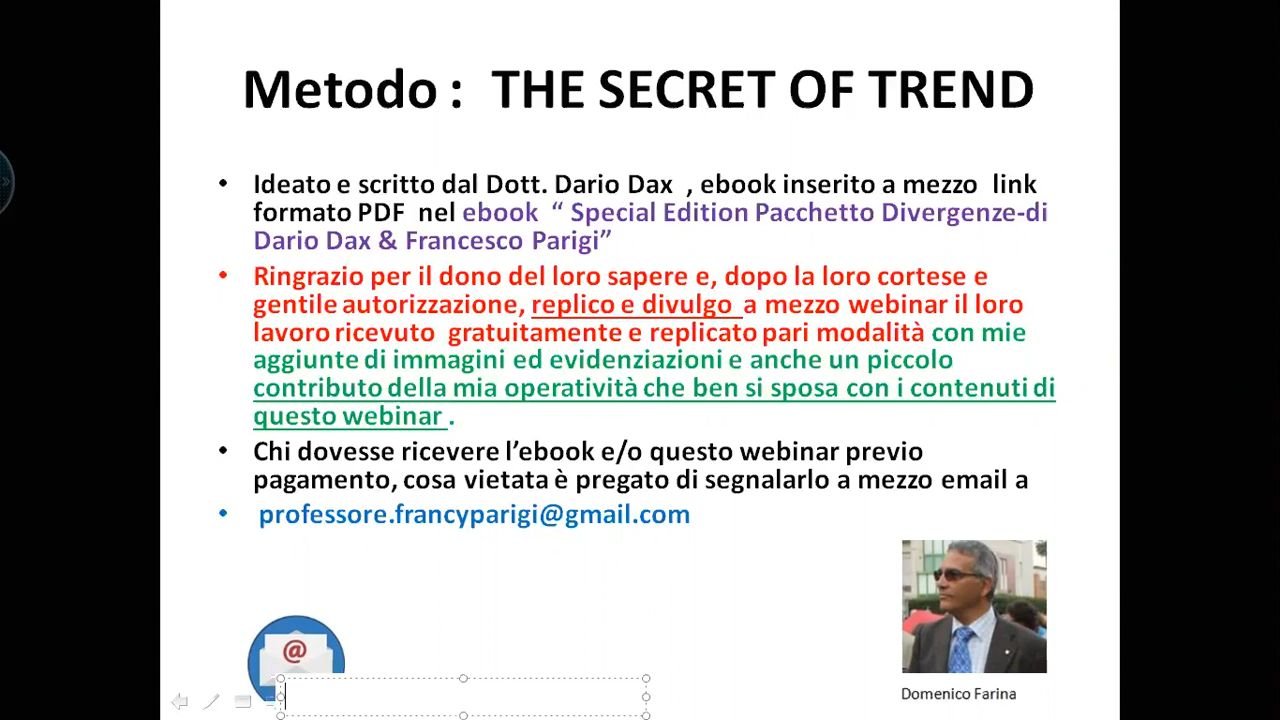 Metodo : THE SECRET OF TREND
• Ideato e scritto dal Dott. Dario Dax , ebook inserito a mezzo link
formato PDF nel ebook “ Special Edition Pacchetto Divergenze-di
Dario Dax & Francesco Parigi”
• Ringrazio per il dono del loro sapere e, dopo la loro cortese e
gentile autorizzazione, replico e divulgo a mezzo webinar il loro
lavoro ricevuto gratuitamente e replicato pari modalità con mie
aggiunte di immagini ed evidenziazioni e anche un piccolo
contributo della mia operatività che ben si sposa con i contenuti di
questo webinar .
• Chi dovesse ricevere l’ebook e/o questo webinar previo
pagamento, cosa vietata è pregato di segnalarlo a mezzo email a
• professore.francyparigi@gmail.com
@
Domenico Farina